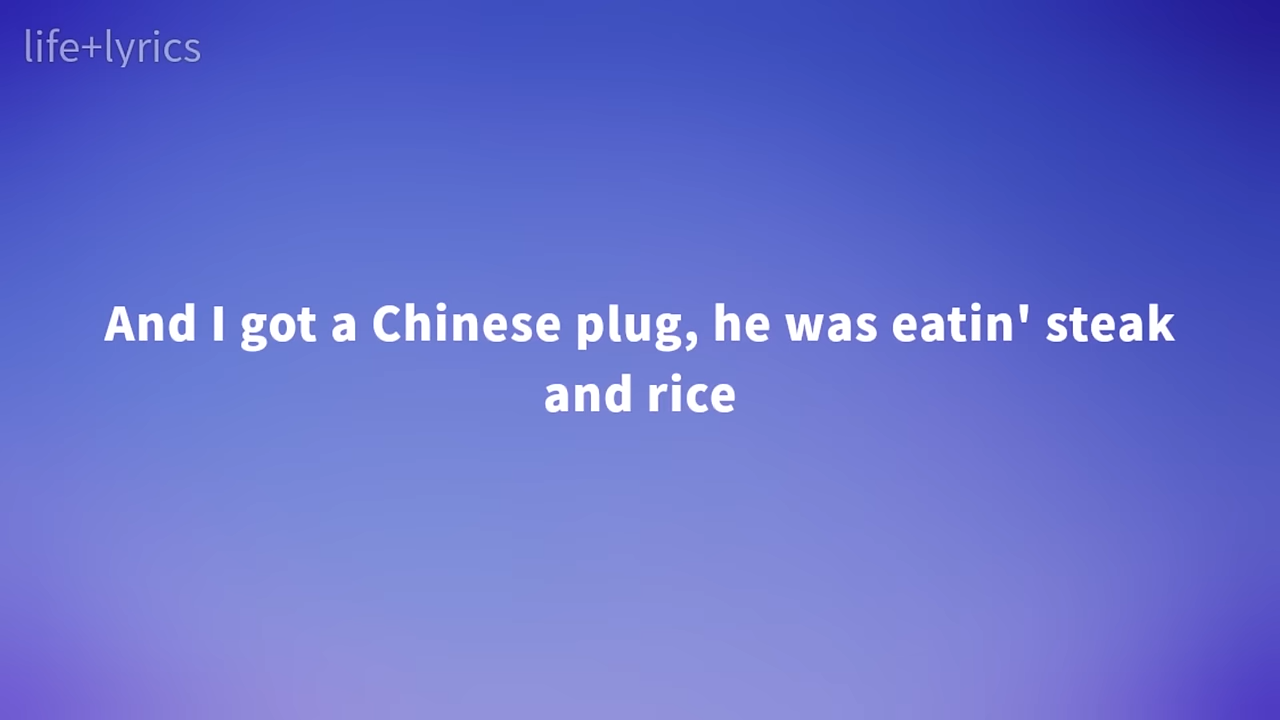 life+lyrics
And I got a Chinese plug, he was eatin' steak
and rice